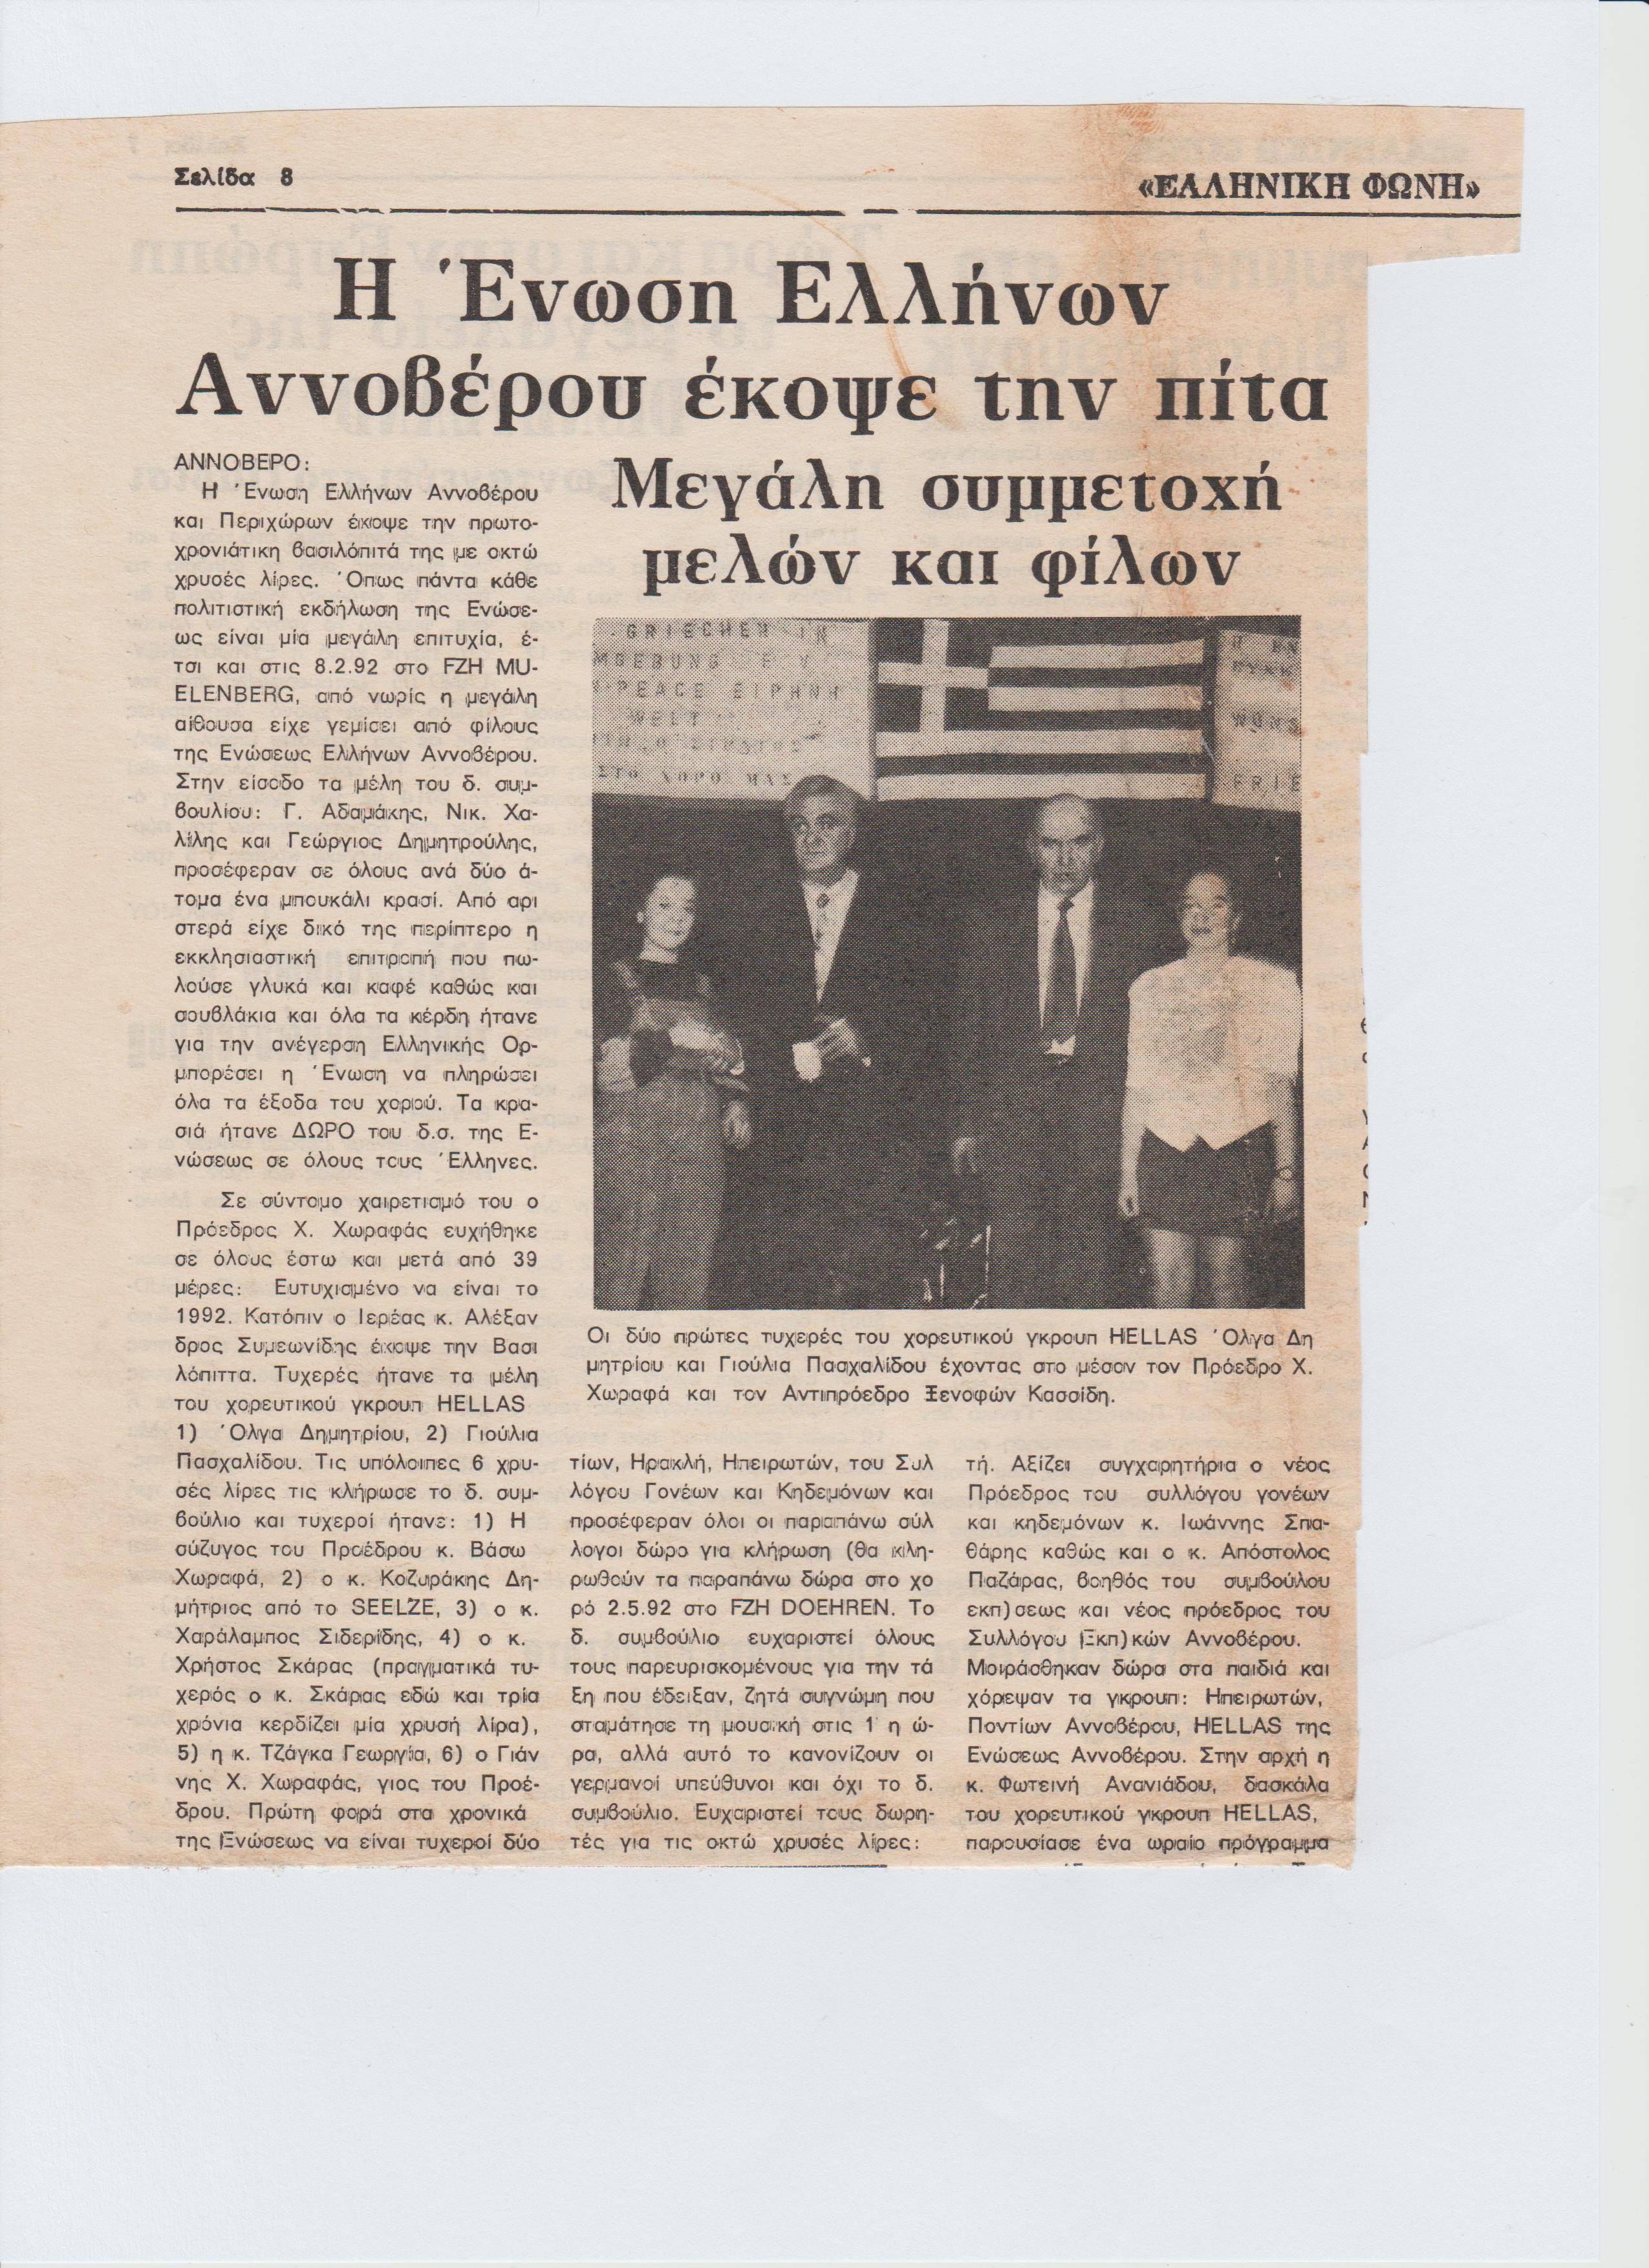 Σελίδα 8
«ΕΛΛΗΝΙΚΗ ΦΩΝΗ»
Η Ένωση Ελλήνων
Αννοβέρου έκοψε την πίτα
Μεγάλη συμμετοχή
μελών και φίλων
ΑΝΝΟΒΕΡΟ:
Η Ένωση Ελλήνων Αννοβέρου
και Περιχώρων έκοψε την πρωτο-
χρονιάτικη βασιλόπιτά της με οκτώ
χρυσές λίρες. Όπως πάντα κάθε
πολιτιστική εκδήλωση της Ενώσε-
ως είναι μία μεγάλη επιτυχία, έ-
τσι και στις 8.2.92 στο FZH MU-
ELENBERG, από νωρίς η μεγάλη
αίθουσα είχε γεμίσει από φίλους
της Ενώσεως Ελλήνων Αννοβέρου.
Στην είσοδο τα μέλη του δ. συμ-
βουλίου: Γ. Αδαμάκης, Νικ. Χα-
λίλης και Γεώργιος Δημητρούλης,
προσέφεραν σε όλους ανά δύο ά-
τομα ένα μπουκάλι κρασί. Από αρι
στερά είχε δικό της περίπτερο η
εκκλησιαστική επιτροπή που πω-
λούσε γλυκά και καφέ καθώς και
σουβλάκια και όλα τα κέρδη ήτανε
για την ανέγερση Ελληνικής Ορ-
μπορέσει η Ένωση να πληρώσει
όλα τα έξοδα του χορού. Τα κρα-
σιά ήτανε ΔΩΡΟ του δ.σ. της Ε-
νώσεως σε όλους τους Έλληνες.
Σε σύντομο χαιρετισμό του ο
Πρόεδρος Χ. Χωραφάς ευχήθηκε
σε όλους έστω και μετά από 39
μέρες: Ευτυχισμένο να είναι το
1992. Κατόπιν ο Ιερέας κ. Αλέξαν
δρος Συμεωνίδης έκοψε την Βασι
λόπιττα. Τυχερές ήτανε τα μέλη
του χορευτικού γκρουπ HELLAS
1) Όλγα Δημητρίου, 2) Γιούλια
Πασχαλίδου. Τις υπόλοιπες 6 χρυ-
σές λίρες τις κλήρωσε το δ. συμ-
βούλιο και τυχεροί ήτανε: 1) Η
σύζυγος του Προέδρου κ. Βάσω
Χωραφά, 2) ο κ. Κοζυράκης Δη-
μήτριος από το SEELZE, 3) ο κ.
Χαράλαμπος Σιδερίδης, 4) ο κ.
Χρήστος Σκάρας (πραγματικά τυ-
χερός ο κ. Σκάρας εδώ και τρία
χρόνια κερδίζει μία χρυσή λίρα),
5) η κ. Τζάγκα Γεωργία, 6) ο Γιάν
νης Χ. Χωραφάς, γιος του Προέ-
δρου. Πρώτη φορά στα χρονικά
της Ενώσεως να είναι τυχεροί δύο
GRIECHEN IN
UMGEBUNG E V
PEACE ΕΙΡΗΝΗ
WELT
ΣΤΟ ΧΟΡΟ ΜΑΣ
WÜNS
FRIE
Οι δύο πρώτες τυχερές του χορευτικού γκρουπ HELLAS Όλγα Δη
μητρίου και Γιούλια Πασχαλίδου έχοντας στο μέσον τον Πρόεδρο Χ.
Χωραφά και τον Αντιπρόεδρο Ξενοφών Κασσίδη.
τίων, Ηρακλή, Ηπειρωτών, του Συλ
λόγου Γονέων και Κηδεμόνων και
προσέφεραν όλοι οι παραπάνω σύλ
λογοι δώρο για κλήρωση (θα κλη-
ρωθούν τα παραπάνω δώρα στο χο
ρό 2.5.92 στο FZH DOEHREN. Το
δ. συμβούλιο ευχαριστεί όλους
τους παρευρισκομένους για την τά
ξη που έδειξαν, ζητά συγνώμη που
σταμάτησε τη μουσική στις 1 η ώ-
ρα, αλλά αυτό το κανονίζουν οι
γερμανοί υπεύθυνοι και όχι το δ.
συμβούλιο. Ευχαριστεί τους δωρη-
τές για τις οκτώ χρυσές λίρες:
τή. Αξίζει συγχαρητήρια ο νέος
Πρόεδρος του συλλόγου γονέων
και κηδεμόνων κ. Ιωάννης Σπα-
θάρης καθώς και ο κ. Απόστολος
Παζάρας, βοηθός του συμβούλου
εκπ)σεως και νέος πρόεδρος του
Συλλόγου Εκπ)κών Αννοβέρου.
Μοιράσθηκαν δώρα στα παιδιά και
χόρεψαν τα γκρουπ: Ηπειρωτών,
Ποντίων Αννοβέρου, HELLAS της
Ενώσεως Αννοβέρου. Στην αρχή η
κ. Φωτεινή Ανανιάδου, δασκάλα
του χορευτικού γκρουπ HELLAS,
παρουσίασε ένα ωραίο πρόγραμμα